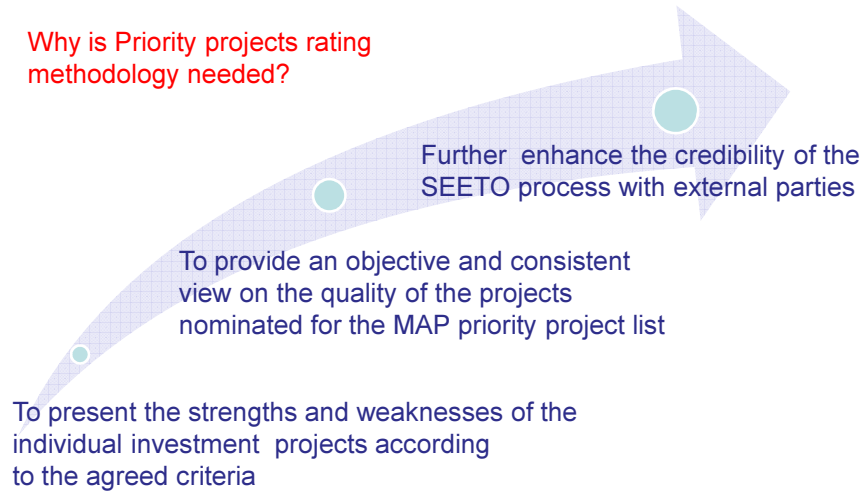 Why is Priority projects rating
methodology needed?
Further enhance the credibility of the
SEETO process with external parties
To provide an objective and consistent
view on the quality of the projects
nominated for the MAP priority project list
To present the strengths and weaknesses of the
individual investment projects according
to the agreed criteria